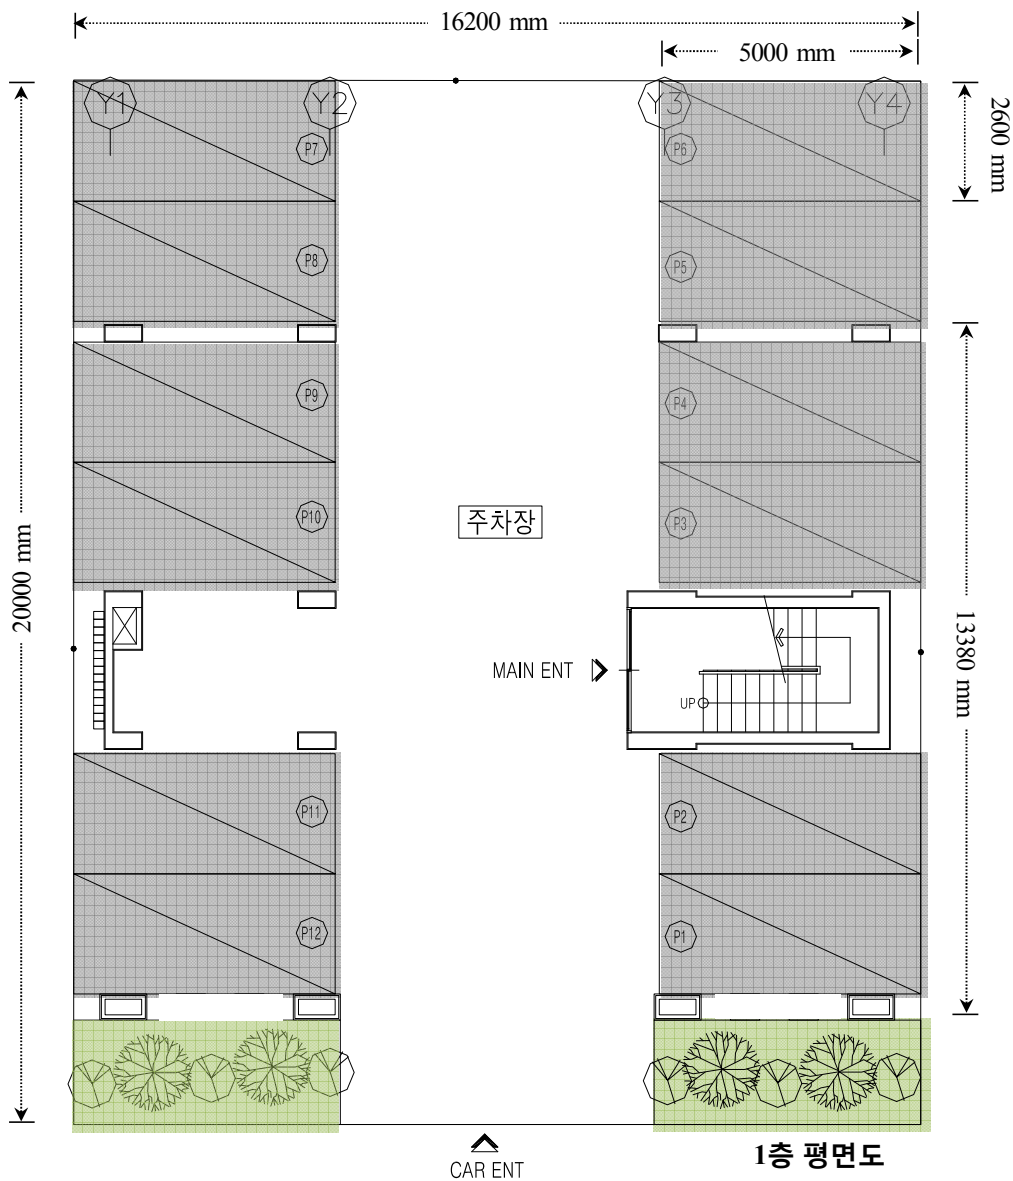 16200 mm
5000 mm
Y1
Y2
Y3
Y4
2600 mm
P7
P6
P8
P5
P9
P4
P10
P3
주차장
20000 mm
13380 mm
MAIN ENT
UP
P11
P2
P12
P1
CAR ENT
1층 평면도